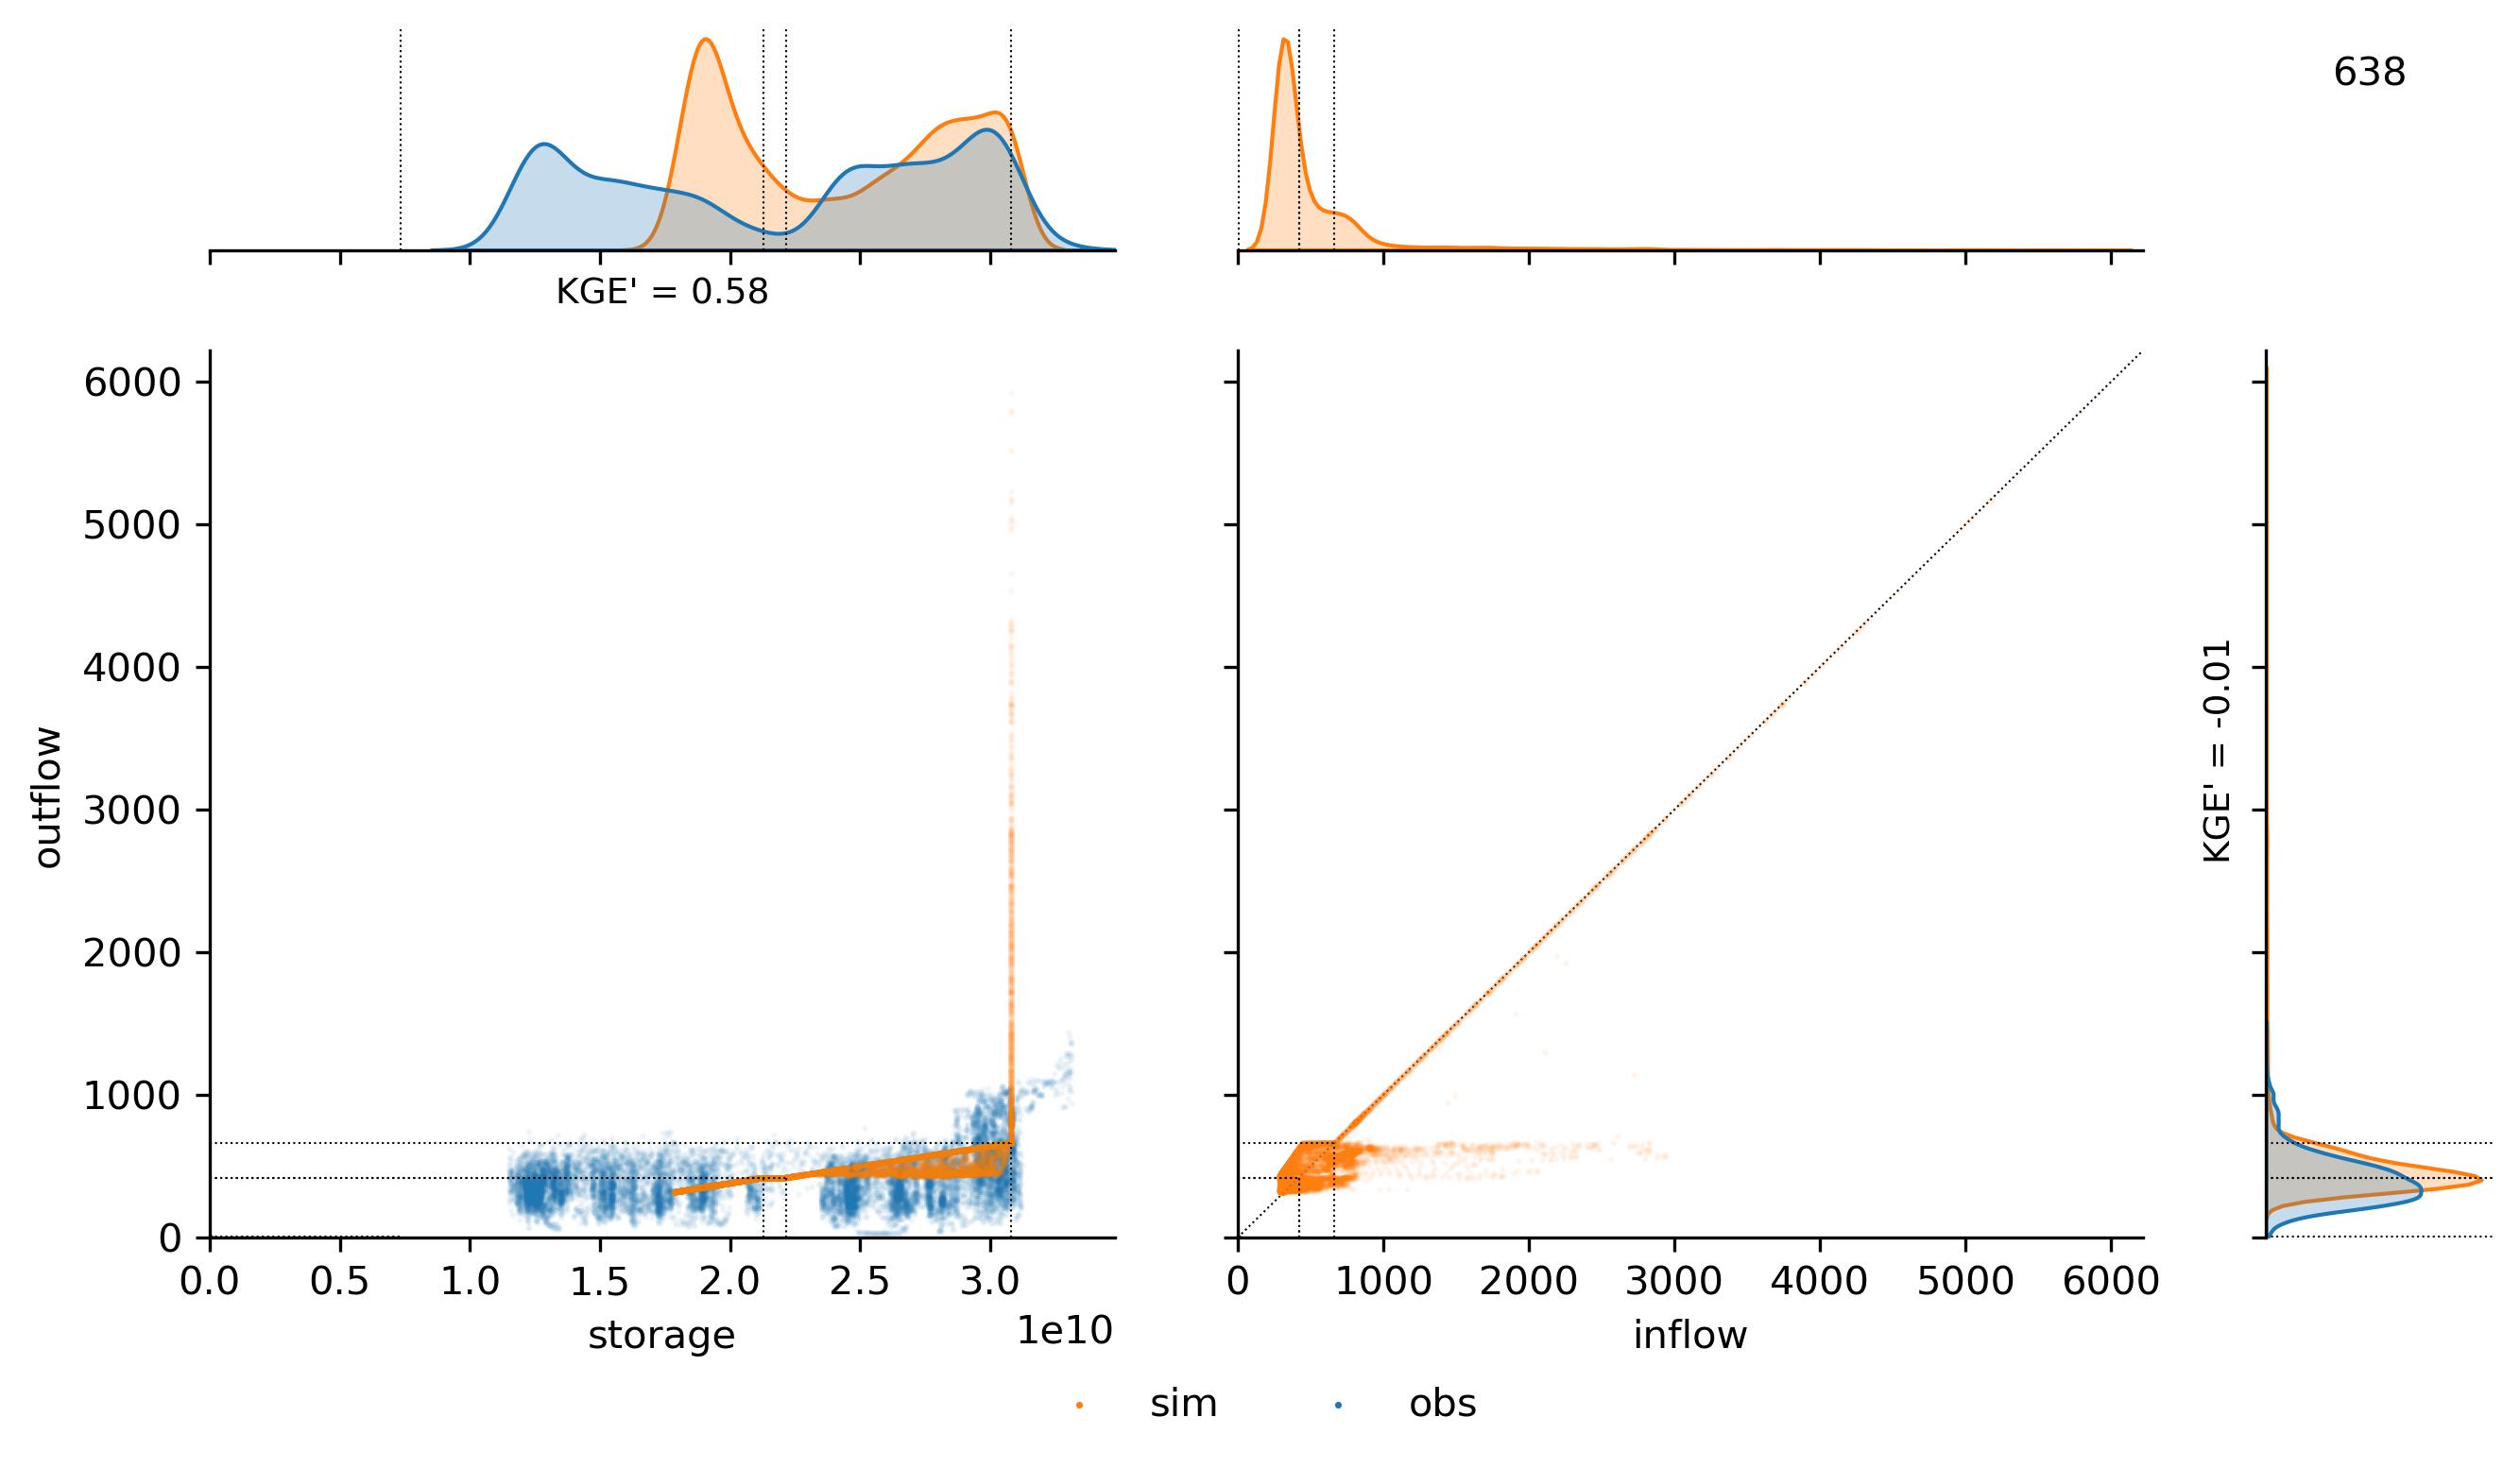 638
KGE' = 0.58
6000
5000
4000
3000
2000
1000
0
outflow
0.0 0.5 1.0 1.5 2.0 2.5 3.0
1e10
storage
0 1000 2000 3000 4000 5000 6000
inflow
KGE' = -0.01
sim obs